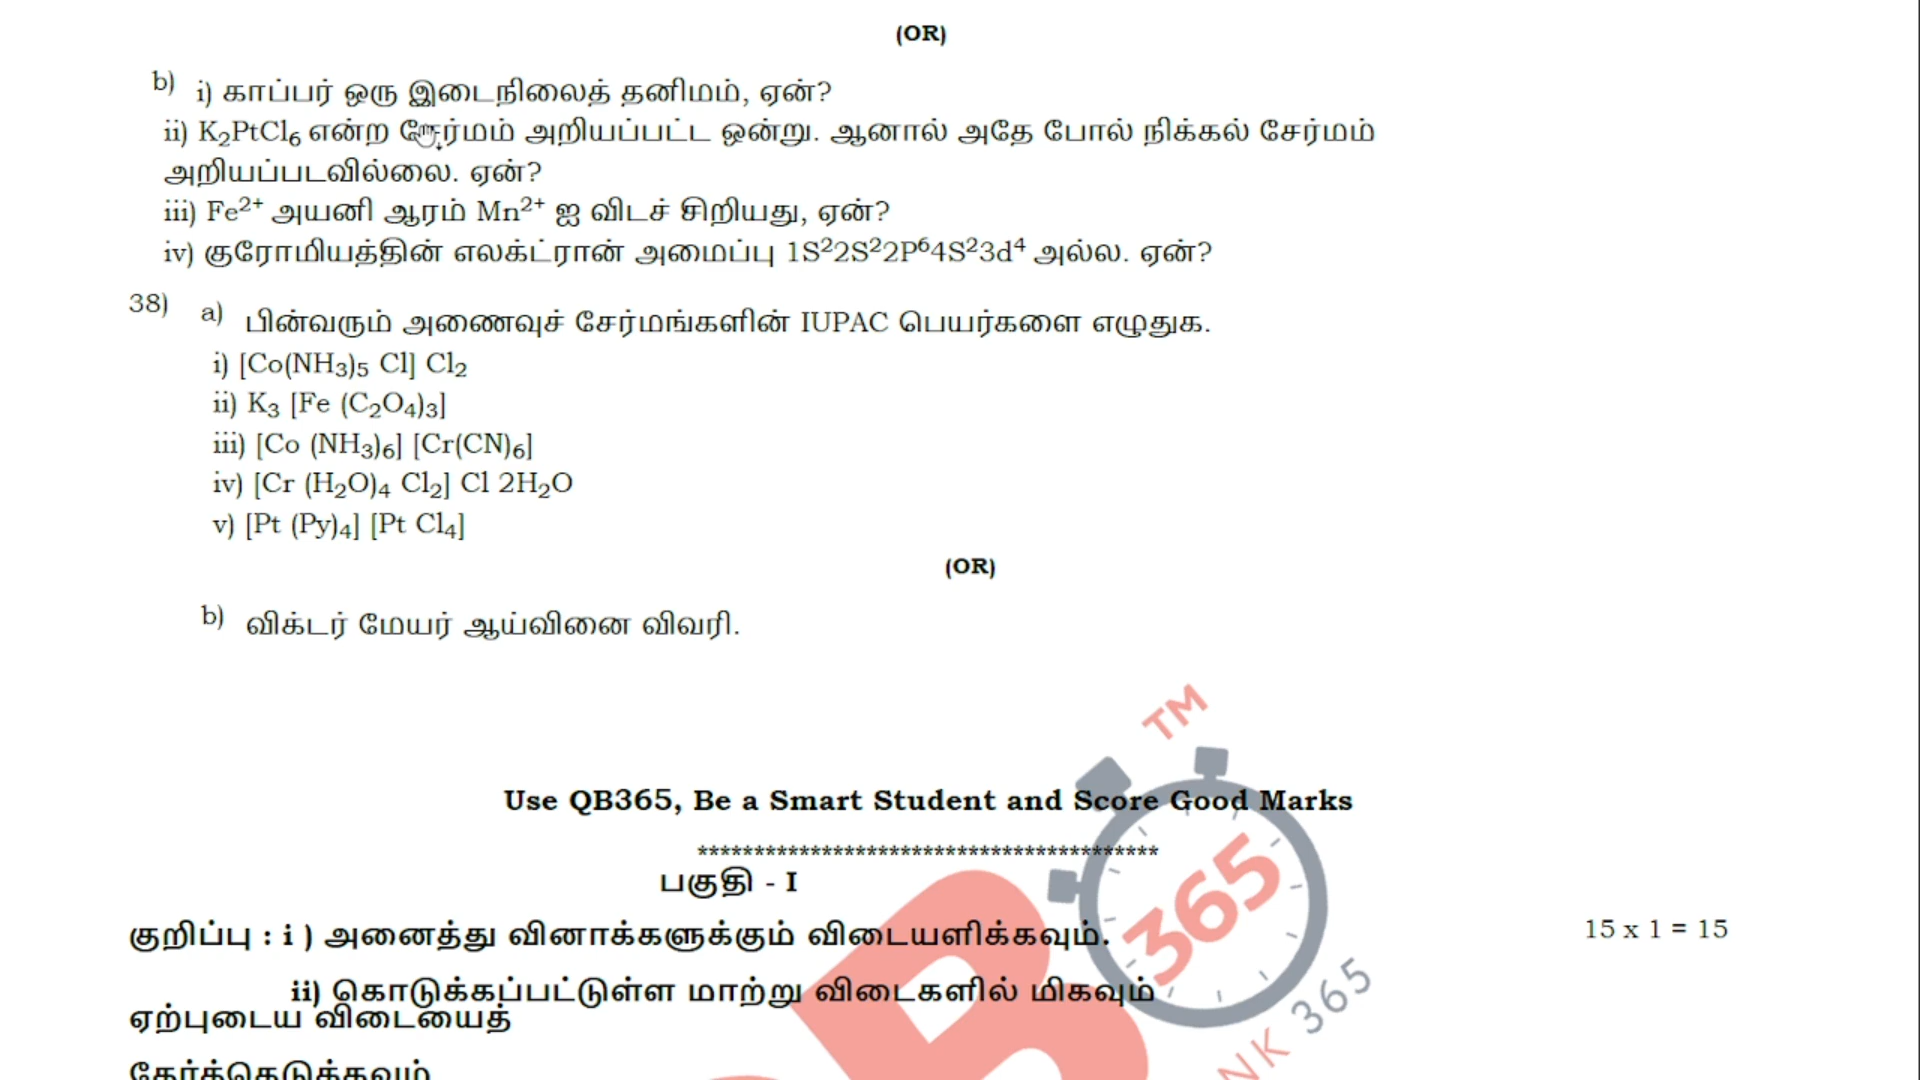 (OR)
b) i) காப்பர் ஒரு இடைநிலைத் தனிமம், ஏன்?
ii) K₂PtCl₆ என்ற சேர்மம் அறியப்பட்ட ஒன்று. ஆனால் அதே போல் நிக்கல் சேர்மம்
அறியப்படவில்லை. ஏன்?
iii) Fe²⁺ அயனி ஆரம் Mn²⁺ ஐ விடச் சிறியது, ஏன்?
iv) குரோமியத்தின் எலக்ட்ரான் அமைப்பு 1S²2S²2P⁶4S²3d⁴ அல்ல. ஏன்?
38) a) பின்வரும் அணைவுச் சேர்மங்களின் IUPAC பெயர்களை எழுதுக.
i) [Co(NH₃)₅ Cl] Cl₂
ii) K₃ [Fe (C₂O₄)₃]
iii) [Co (NH₃)₆] [Cr(CN)₆]
iv) [Cr (H₂O)₄ Cl₂] Cl 2H₂O
v) [Pt (Py)₄] [Pt Cl₄]
(OR)
b) விக்டர் மேயர் ஆய்வினை விவரி.
TM
Use QB365, Be a Smart Student and Score Good Marks
*****************************************
365
பகுதி - I
குறிப்பு : i ) அனைத்து வினாக்களுக்கும் விடையளிக்கவும். 15 x 1 = 15
ii) கொடுக்கப்பட்டுள்ள மாற்று விடைகளில் மிகவும்
ஏற்புடைய விடையைத்
NK 365
தேர்ந்தெடுக்கவும்